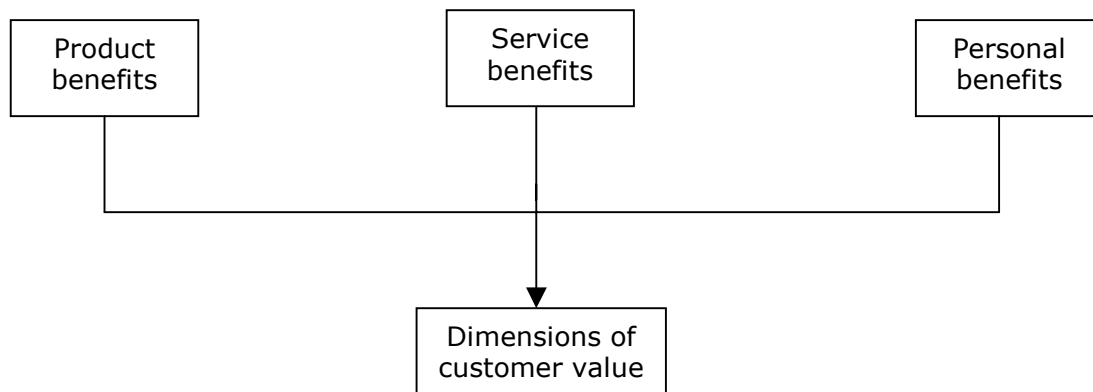 Product
benefits
Service
benefits
Personal
benefits
Dimensions of
customer value